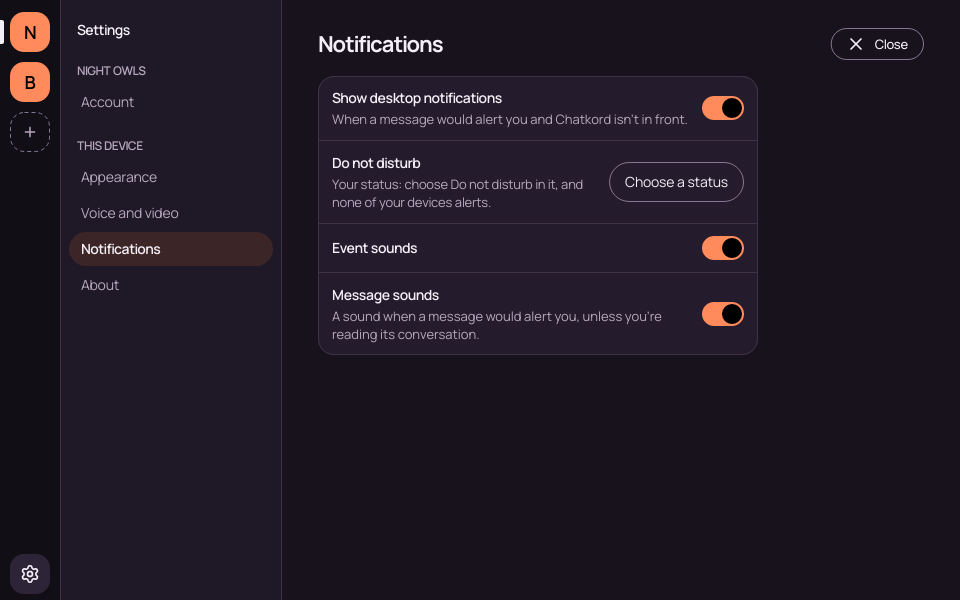 N
B
Settings
NIGHT OWLS
Account
THIS DEVICE
Appearance
Voice and video
Notifications
About
Notifications
Close
Show desktop notifications
When a message would alert you and Chatkord isn't in front.
Do not disturb
Your status: choose Do not disturb in it, and
none of your devices alerts.
Choose a status
Event sounds
Message sounds
A sound when a message would alert you, unless you're
reading its conversation.